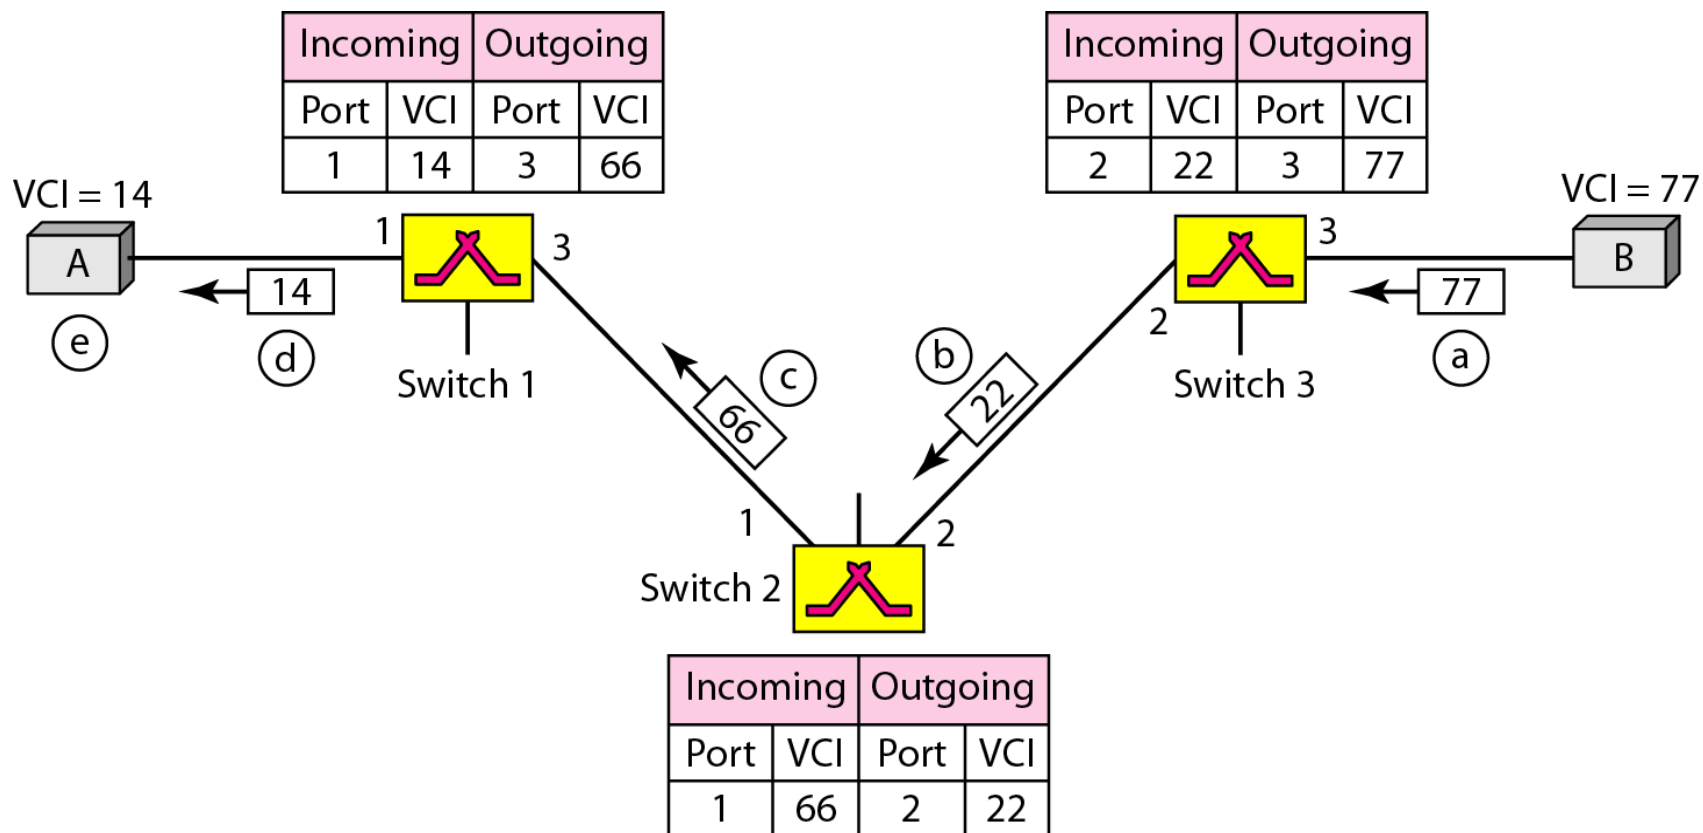 Incoming Outgoing
Port VCI Port VCI
1 14 3 66
Incoming Outgoing
Port VCI Port VCI
2 22 3 77
VCI = 14
VCI = 77
A
1
3
14
e
d
Switch 1
66
c
1
b
22
2
3
2
B
77
a
Switch 3
Switch 2
Incoming Outgoing
Port VCI Port VCI
1 66 2 22